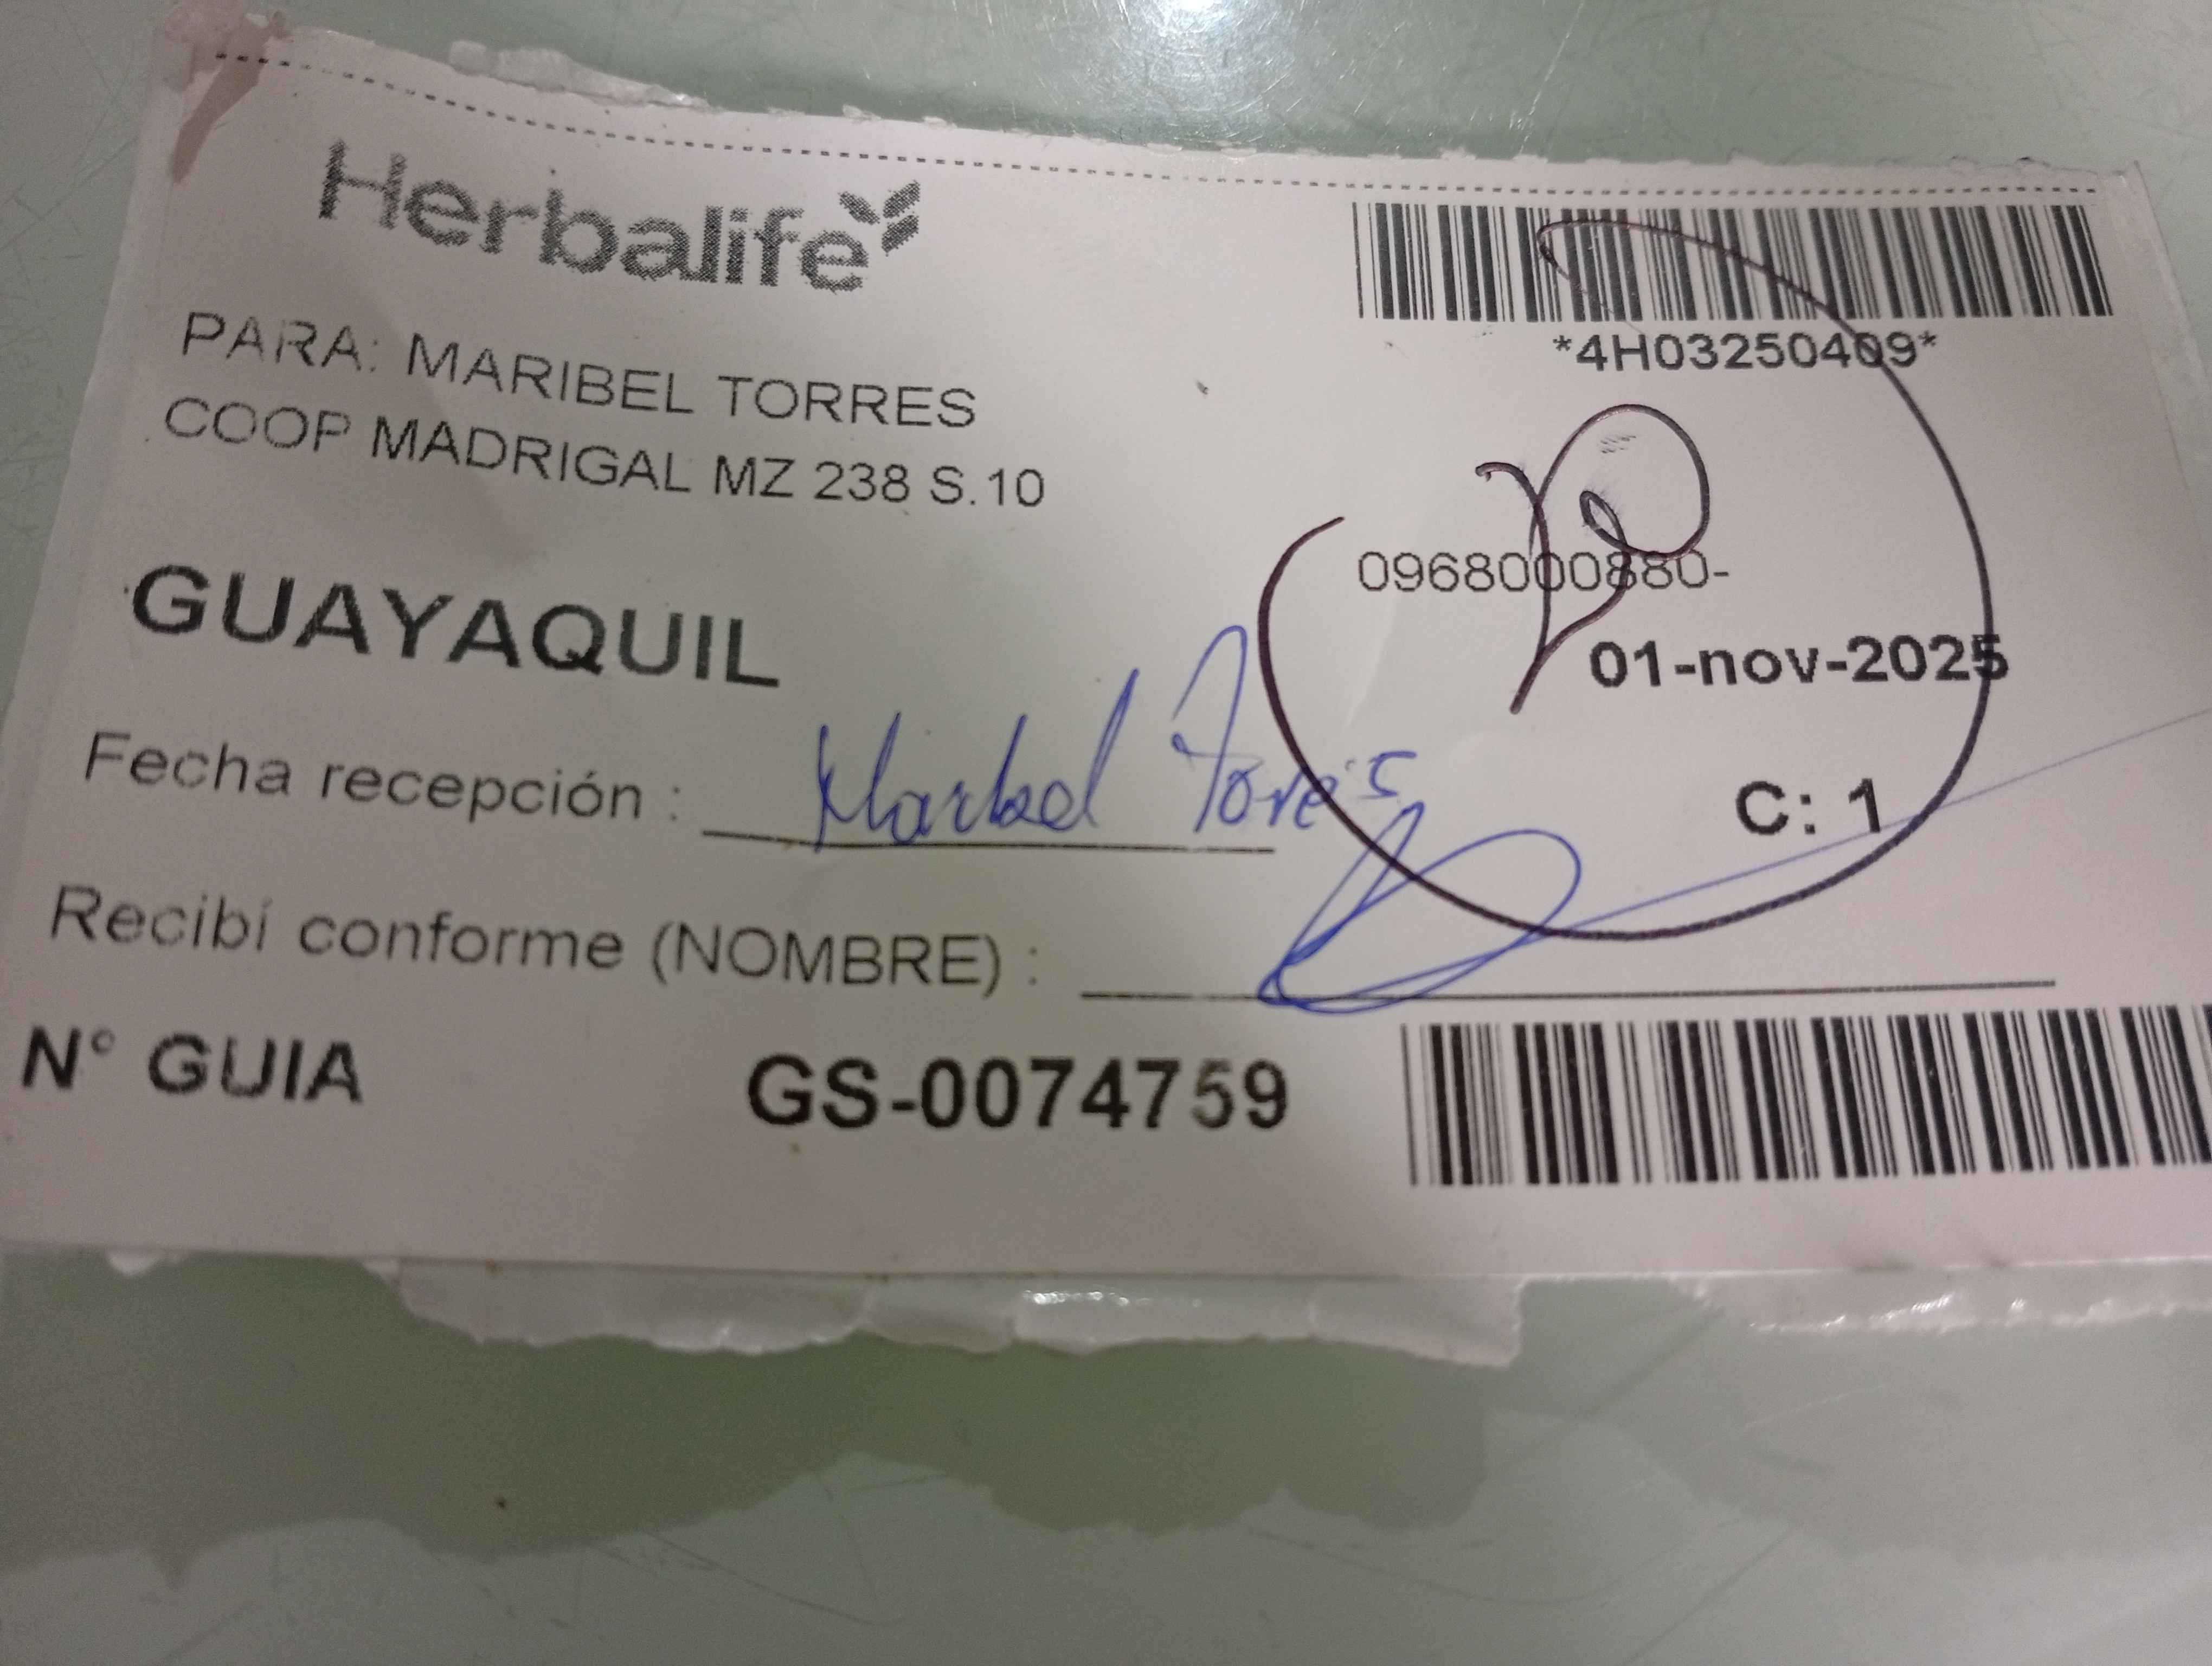 Herbalife
*4H03250409*
PARA: MARIBEL TORRES
COOP MADRIGAL MZ 238 S.10
0968000880-
GUAYAQUIL
01-nov-2025
Fecha recepción : Maribel Torres
C: 1
Recibí conforme (NOMBRE) :
N° GUIA GS-0074759